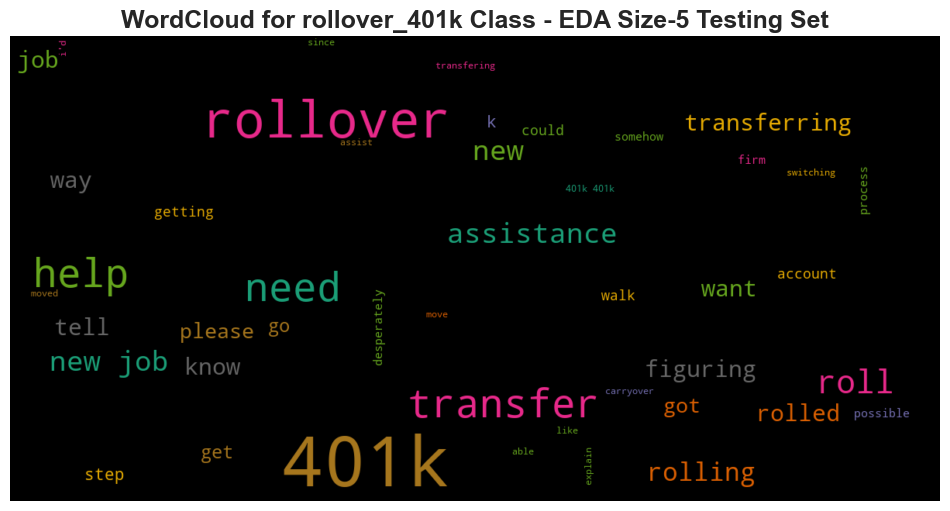 WordCloud for rollover_401k Class - EDA Size-5 Testing Set
since
i'd
job
transfering
rollover
k
could
transferring
somehow
assist
new
firm
switching
way
401k 401k
process
getting
assistance
help
need
account
want
walk
moved
desperately
move
tell
please
go
new job
know
figuring
roll
carryover
transfer
got
rolled
possible
like
401k
get
able
explain
step
rolling